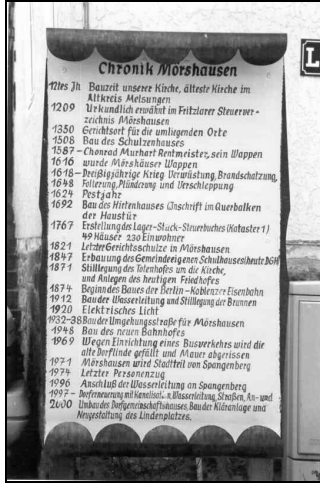 Chronik Mörshausen
12tes Jh Bauzeit unserer Kirche, älteste Kirche im
Altkreis Melsungen
1209 Urkundlich erwähnt im Fritzlarer Steuerver-
zeichnis Mörshausen
1350 Gerichtsort für die umliegenden Orte
1508 Bau des Schulzenhauses
1587- Chonrad Murhart Rentmeister, sein Wappen
1616 wurde Mörshäuser Wappen
1618- Dreißigjährige Krieg Verwüstung, Brandschatzung,
1648 Folterung, Plünderung und Verschleppung
1624 Pestjahr
1692 Bau des Hirtenhauses (Inschrift im Querbalken
der Haustür
1767 Erstellung des Lager-Stück-Steuerbuches (Kataster 1)
49 Häuser 230 Einwohner
1821 Letzter Gerichtsschulze in Mörshausen
1847 Erbauung des Gemeindeeigenen Schulhauses (heute DGH
1871 Stillegung des Totenhofes um die Kirche,
und Anlegen des heutigen Friedhofes
1874 Beginn des Baues der Berlin-Koblenzer Eisenbahn
1912 Bau der Wasserleitung und Stillegung der Brunnen
1920 Elektrisches Licht
1932-38 Bau der Umgehungsstraße für Mörshausen
1948 Bau des neuen Bahnhofes
1969 Wegen Einrichtung eines Busverkehrs wird die
alte Dorflinde gefällt und Mauer abgerissen
1971 Mörshausen wird Stadtteil von Spangenberg
1974 Letzter Personenzug
1996 Anschluß der Wasserleitung an Spangenberg
1997- Dorferneuerung mit Wasserleitung, Straßen, An- und
2000 Umbau des Dorfgemeinschaftshauses, Bau der Kläranlage und
Neugestaltung des Lindenplatzes.
L